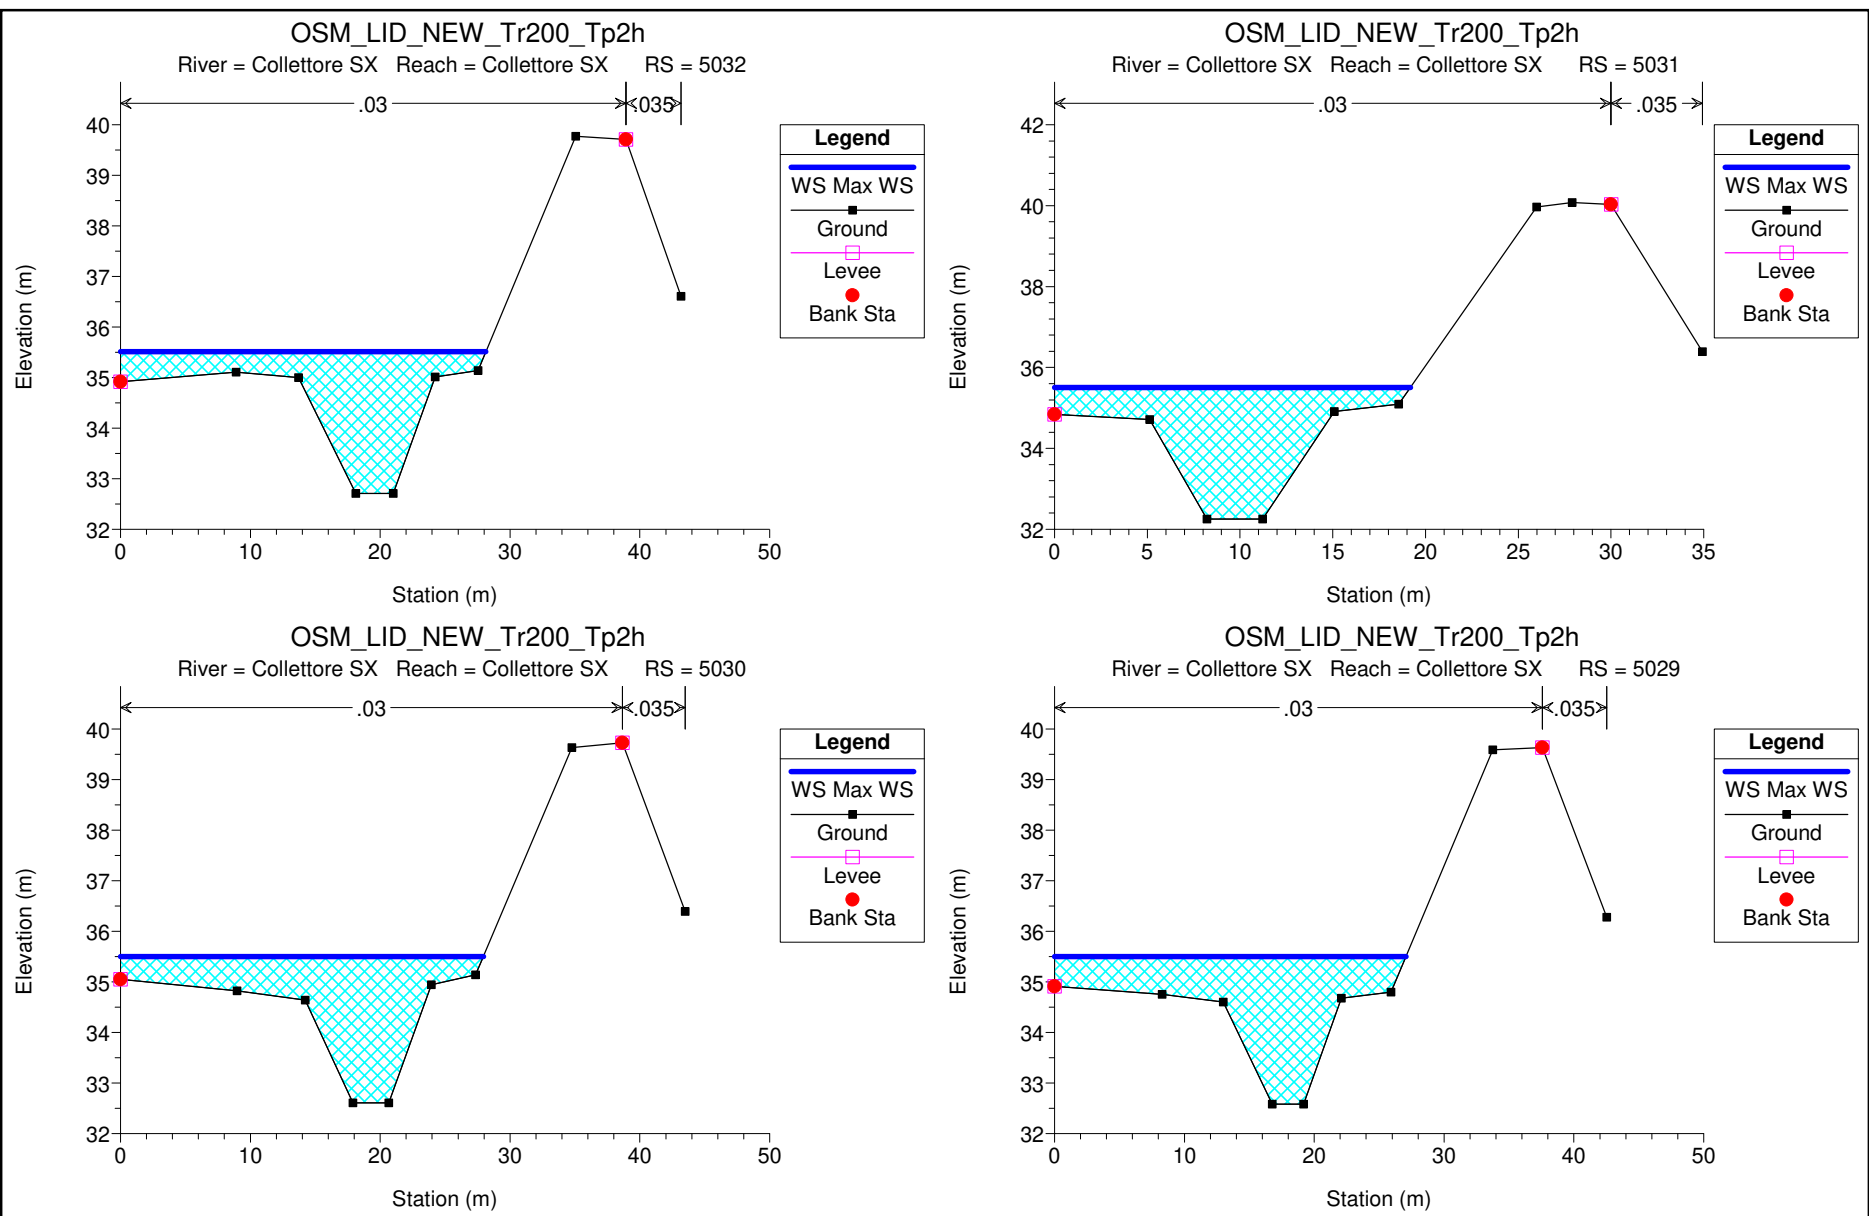 OSM_LID_NEW_Tr200_Tp2h
River = Collettore SX Reach = Collettore SX RS = 5032
.03
.035
40
39
38
37
36
35
34
33
32
0 10 20 30 40 50
Elevation (m)
Station (m)
Legend
WS Max WS
Ground
Levee
Bank Sta
OSM_LID_NEW_Tr200_Tp2h
River = Collettore SX Reach = Collettore SX RS = 5031
.03
.035
42
40
38
36
34
32
0 5 10 15 20 25 30 35
Elevation (m)
Station (m)
Legend
WS Max WS
Ground
Levee
Bank Sta
OSM_LID_NEW_Tr200_Tp2h
River = Collettore SX Reach = Collettore SX RS = 5030
.03
.035
40
39
38
37
36
35
34
33
32
0 10 20 30 40 50
Elevation (m)
Station (m)
Legend
WS Max WS
Ground
Levee
Bank Sta
OSM_LID_NEW_Tr200_Tp2h
River = Collettore SX Reach = Collettore SX RS = 5029
.03
.035
40
39
38
37
36
35
34
33
32
0 10 20 30 40 50
Elevation (m)
Station (m)
Legend
WS Max WS
Ground
Levee
Bank Sta